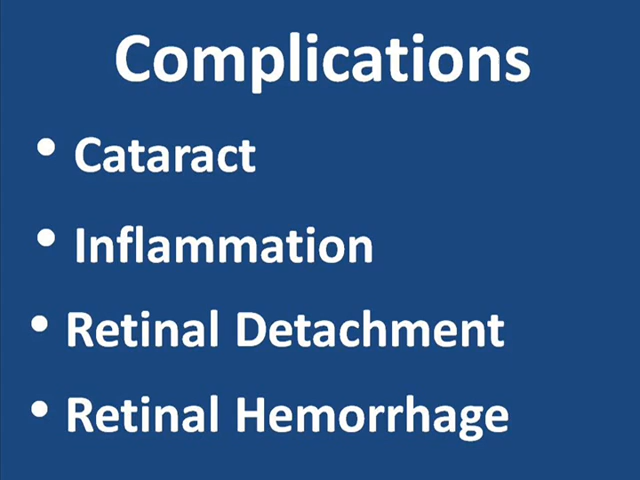 Complications
• Cataract
• Inflammation
• Retinal Detachment
• Retinal Hemorrhage